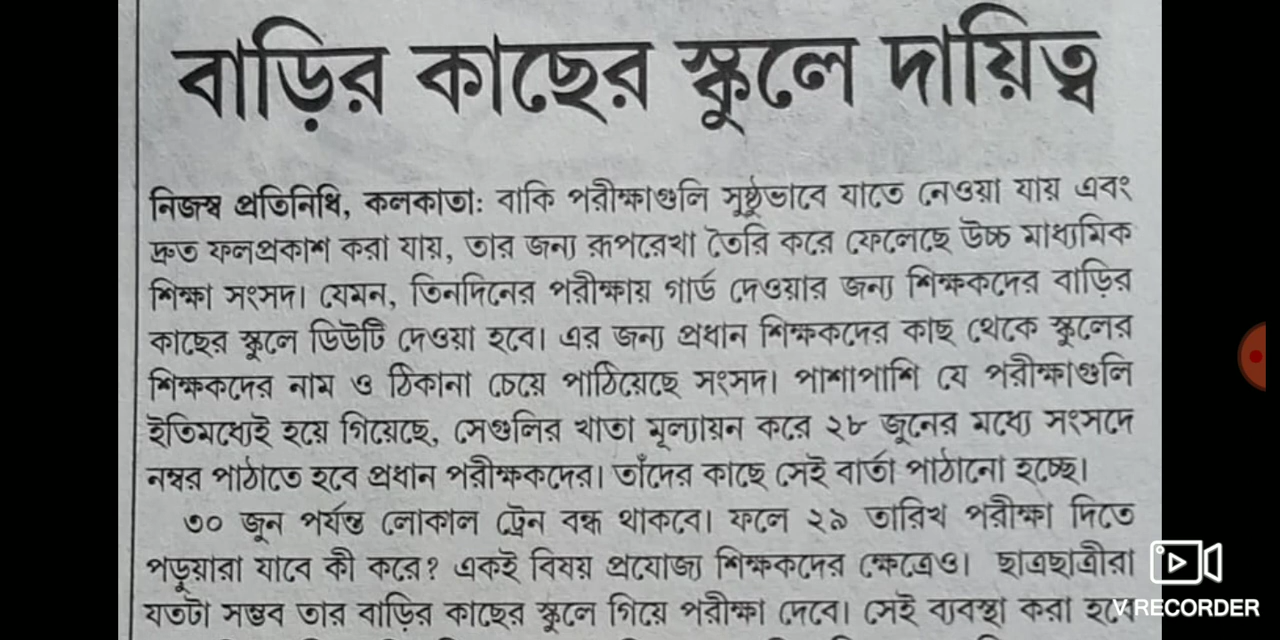 বাড়ির কাছের স্কুলে দায়িত্ব
নিজস্ব প্রতিনিধি, কলকাতা: বাকি পরীক্ষাগুলি সুষ্ঠুভাবে যাতে নেওয়া যায় এবং
দ্রুত ফলপ্রকাশ করা যায়, তার জন্য রূপরেখা তৈরি করে ফেলেছে উচ্চ মাধ্যমিক
শিক্ষা সংসদ। যেমন, তিনদিনের পরীক্ষায় গার্ড দেওয়ার জন্য শিক্ষকদের বাড়ির
কাছের স্কুলে ডিউটি দেওয়া হবে। এর জন্য প্রধান শিক্ষকদের কাছ থেকে স্কুলের
শিক্ষকদের নাম ও ঠিকানা চেয়ে পাঠিয়েছে সংসদ। পাশাপাশি যে পরীক্ষাগুলি
ইতিমধ্যেই হয়ে গিয়েছে, সেগুলির খাতা মূল্যায়ন করে ২৮ জুনের মধ্যে সংসদে
নম্বর পাঠাতে হবে প্রধান পরীক্ষকদের। তাঁদের কাছে সেই বার্তা পাঠানো হচ্ছে।
৩০ জুন পর্যন্ত লোকাল ট্রেন বন্ধ থাকবে। ফলে ২৯ তারিখ পরীক্ষা দিতে
পড়ুয়ারা যাবে কী করে? একই বিষয় প্রযোজ্য শিক্ষকদের ক্ষেত্রেও। ছাত্রছাত্রীরা
যতটা সম্ভব তার বাড়ির কাছের স্কুলে গিয়ে পরীক্ষা দেবে। সেই ব্যবস্থা করা হবে
V RECORDER